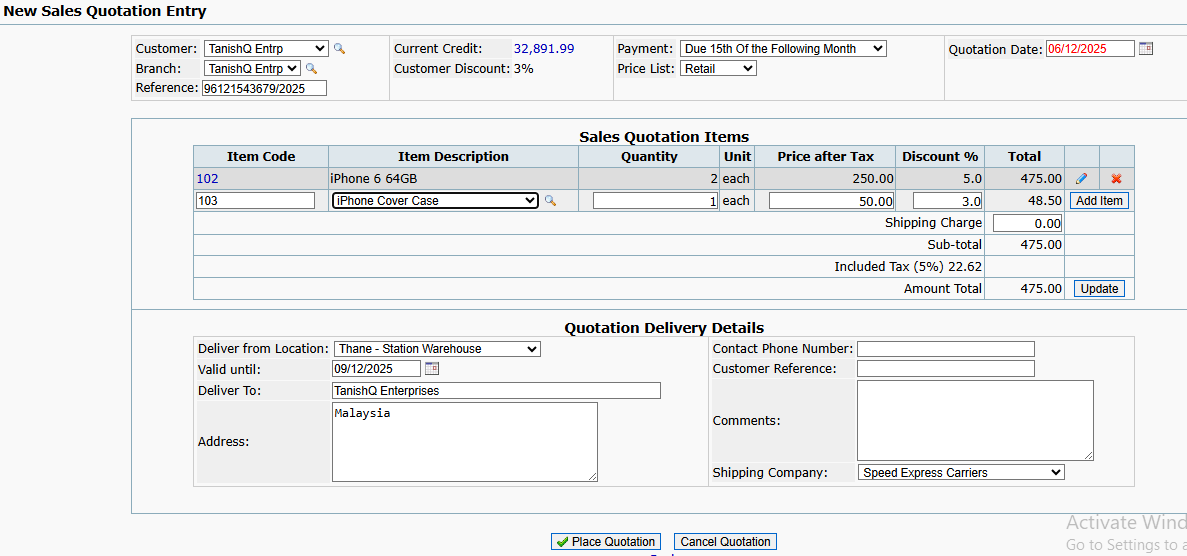 New Sales Quotation Entry
Customer: TanishQ Entrp Current Credit: 32,891.99 Payment: Due 15th Of the Following Month Quotation Date: 06/12/2025
Branch: TanishQ Entrp Customer Discount: 3% Price List: Retail
Reference: 96121543679/2025
Sales Quotation Items
Item Code Item Description Quantity Unit Price after Tax Discount % Total
102 iPhone 6 64GB 2 each 250.00 5.0 475.00
103 iPhone Cover Case 1 each 50.00 3.0 48.50 Add Item
Shipping Charge 0.00
Sub-total 475.00
Included Tax (5%) 22.62
Amount Total 475.00 Update
Quotation Delivery Details
Deliver from Location: Thane - Station Warehouse Contact Phone Number:
Valid until: 09/12/2025 Customer Reference:
Deliver To: TanishQ Enterprises
Address: Malaysia Comments:
Shipping Company: Speed Express Carriers
Activate Wind
Go to Settings to a
Place Quotation Cancel Quotation